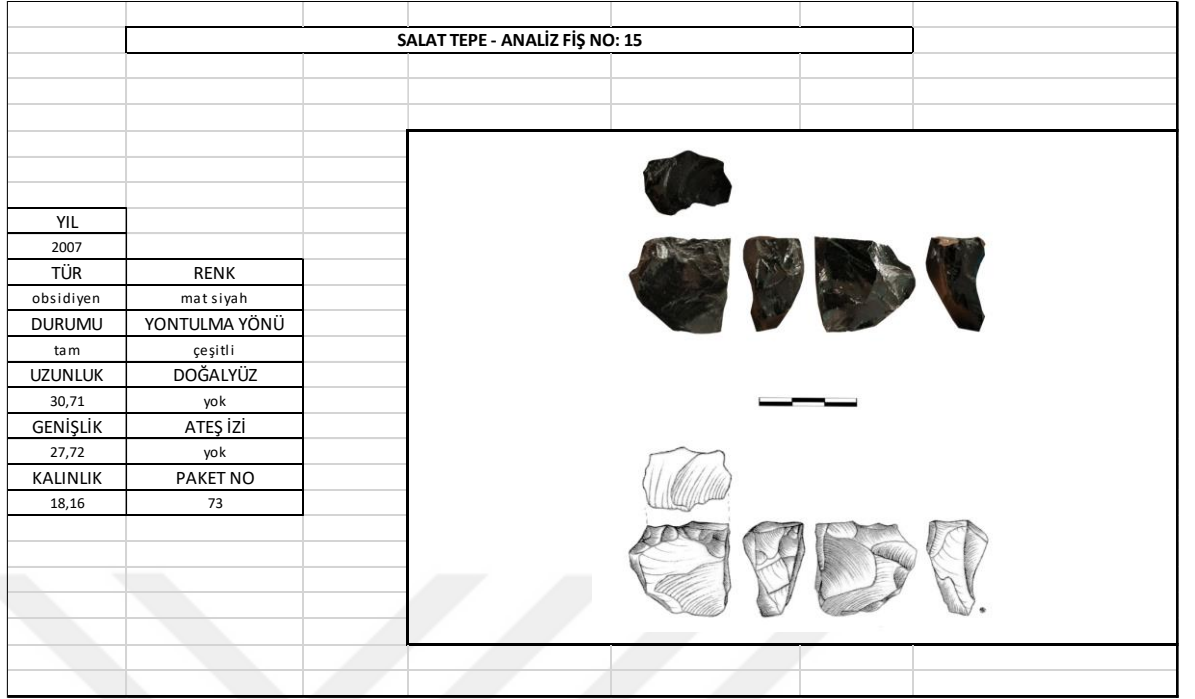 SALAT TEPE - ANALİZ FİŞ NO: 15
YIL
2007
TÜR RENK
obsidiyen mat siyah
DURUMU YONTULMA YÖNÜ
tam çeşitli
UZUNLUK DOĞALYÜZ
30,71 yok
GENİŞLİK ATEŞ İZİ
27,72 yok
KALINLIK PAKET NO
18,16 73